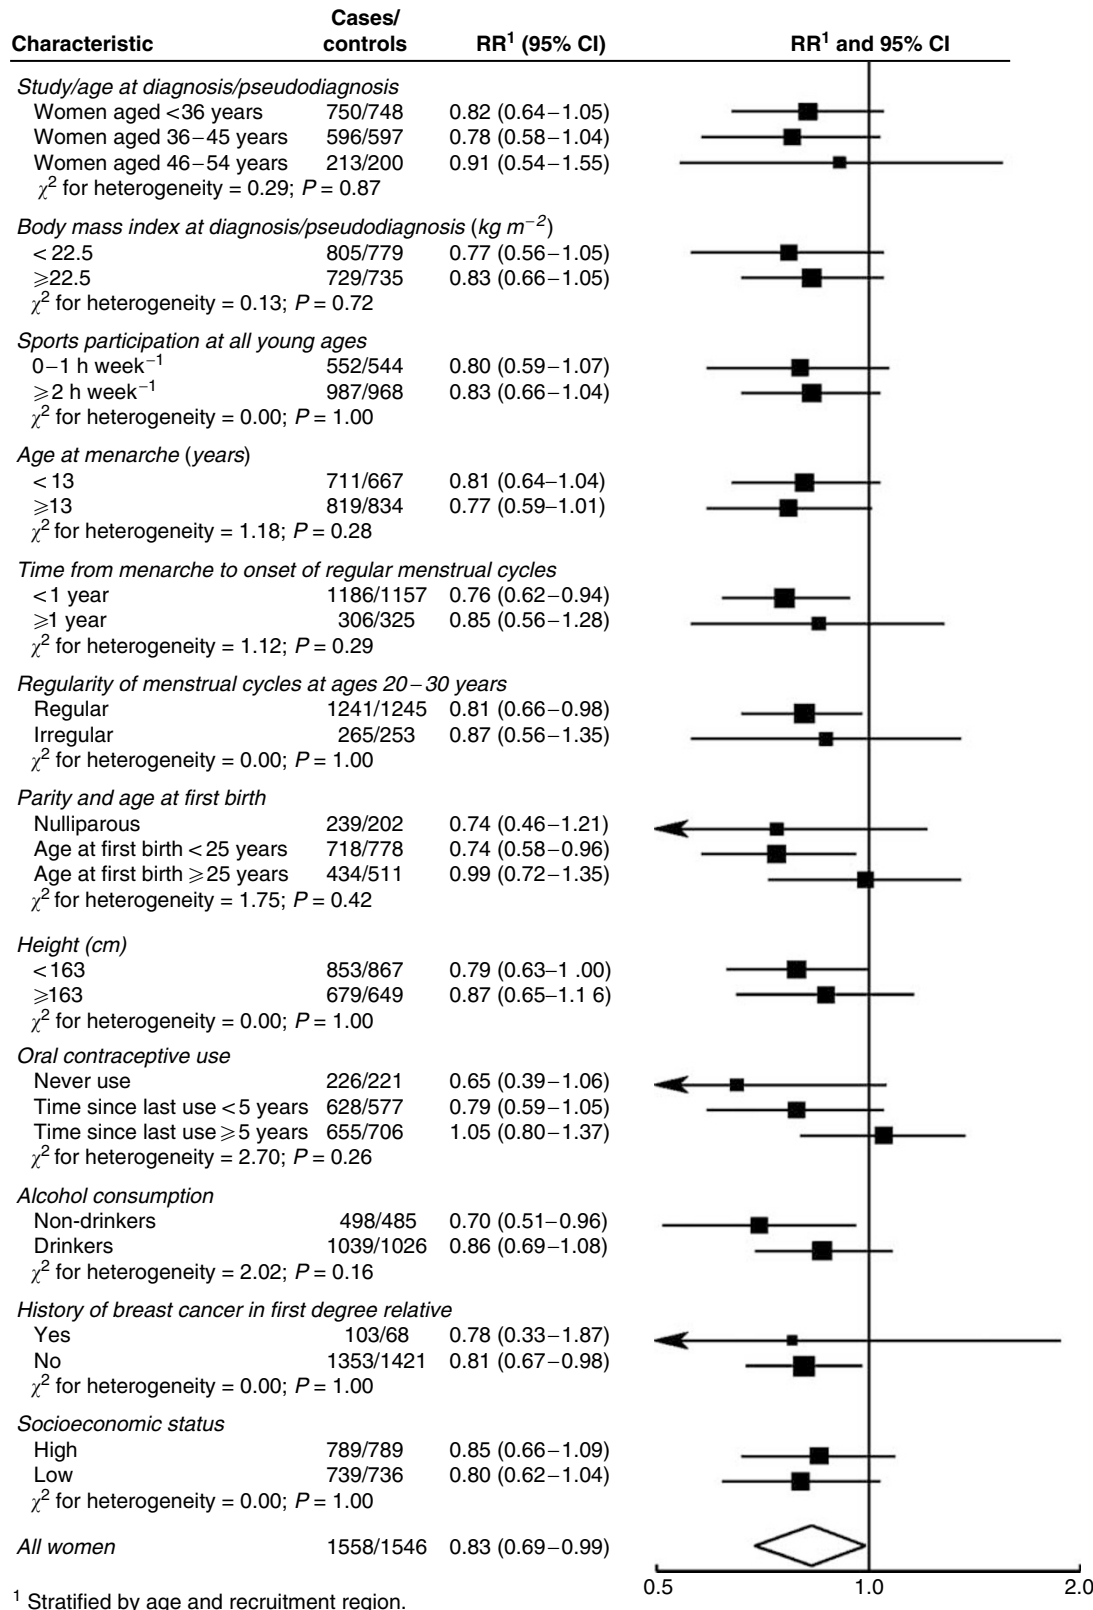 Cases/
Characteristic controls RR¹ (95% CI) RR¹ and 95% CI
Study/age at diagnosis/pseudodiagnosis
Women aged <36 years 750/748 0.82 (0.64–1.05)
Women aged 36–45 years 596/597 0.78 (0.58–1.04)
Women aged 46–54 years 213/200 0.91 (0.54–1.55)
χ² for heterogeneity = 0.29; P = 0.87
Body mass index at diagnosis/pseudodiagnosis (kg m⁻²)
<22.5 805/779 0.77 (0.56–1.05)
⩾22.5 729/735 0.83 (0.66–1.05)
χ² for heterogeneity = 0.13; P = 0.72
Sports participation at all young ages
0–1 h week⁻¹ 552/544 0.80 (0.59–1.07)
⩾2 h week⁻¹ 987/968 0.83 (0.66–1.04)
χ² for heterogeneity = 0.00; P = 1.00
Age at menarche (years)
<13 711/667 0.81 (0.64–1.04)
⩾13 819/834 0.77 (0.59–1.01)
χ² for heterogeneity = 1.18; P = 0.28
Time from menarche to onset of regular menstrual cycles
<1 year 1186/1157 0.76 (0.62–0.94)
⩾1 year 306/325 0.85 (0.56–1.28)
χ² for heterogeneity = 1.12; P = 0.29
Regularity of menstrual cycles at ages 20–30 years
Regular 1241/1245 0.81 (0.66–0.98)
Irregular 265/253 0.87 (0.56–1.35)
χ² for heterogeneity = 0.00; P = 1.00
Parity and age at first birth
Nulliparous 239/202 0.74 (0.46–1.21)
Age at first birth <25 years 718/778 0.74 (0.58–0.96)
Age at first birth ⩾25 years 434/511 0.99 (0.72–1.35)
χ² for heterogeneity = 1.75; P = 0.42
Height (cm)
<163 853/867 0.79 (0.63–1 .00)
⩾163 679/649 0.87 (0.65–1.1 6)
χ² for heterogeneity = 0.00; P = 1.00
Oral contraceptive use
Never use 226/221 0.65 (0.39–1.06)
Time since last use <5 years 628/577 0.79 (0.59–1.05)
Time since last use ⩾5 years 655/706 1.05 (0.80–1.37)
χ² for heterogeneity = 2.70; P = 0.26
Alcohol consumption
Non-drinkers 498/485 0.70 (0.51–0.96)
Drinkers 1039/1026 0.86 (0.69–1.08)
χ² for heterogeneity = 2.02; P = 0.16
History of breast cancer in first degree relative
Yes 103/68 0.78 (0.33–1.87)
No 1353/1421 0.81 (0.67–0.98)
χ² for heterogeneity = 0.00; P = 1.00
Socioeconomic status
High 789/789 0.85 (0.66–1.09)
Low 739/736 0.80 (0.62–1.04)
χ² for heterogeneity = 0.00; P = 1.00
All women 1558/1546 0.83 (0.69–0.99)
0.5 1.0 2.0
¹ Stratified by age and recruitment region.